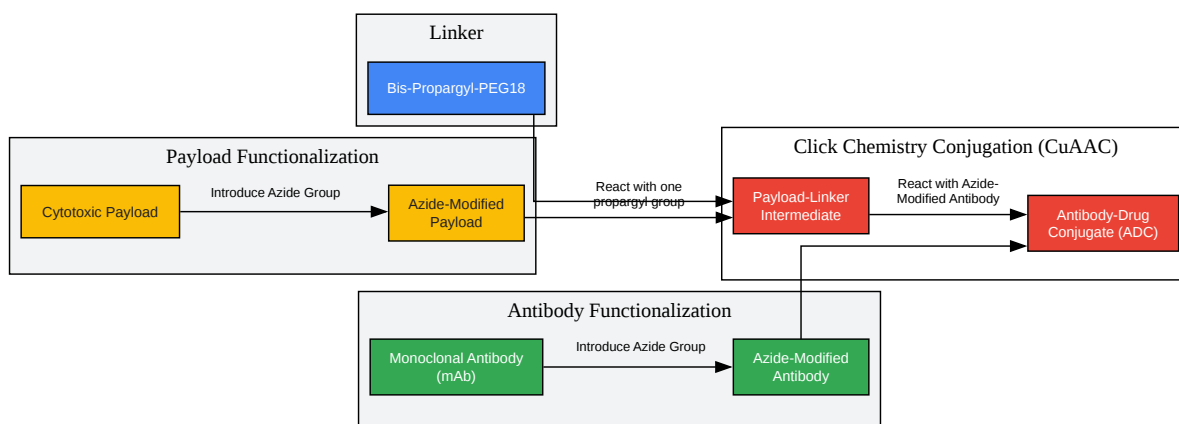 Linker
Bis-Propargyl-PEG18
Payload Functionalization
Cytotoxic Payload
Introduce Azide Group
Azide-Modified
Payload
React with one
propargyl group
Click Chemistry Conjugation (CuAAC)
Payload-Linker
Intermediate
React with Azide-
Modified Antibody
Antibody-Drug
Conjugate (ADC)
Antibody Functionalization
Monoclonal Antibody
(mAb)
Introduce Azide Group
Azide-Modified
Antibody